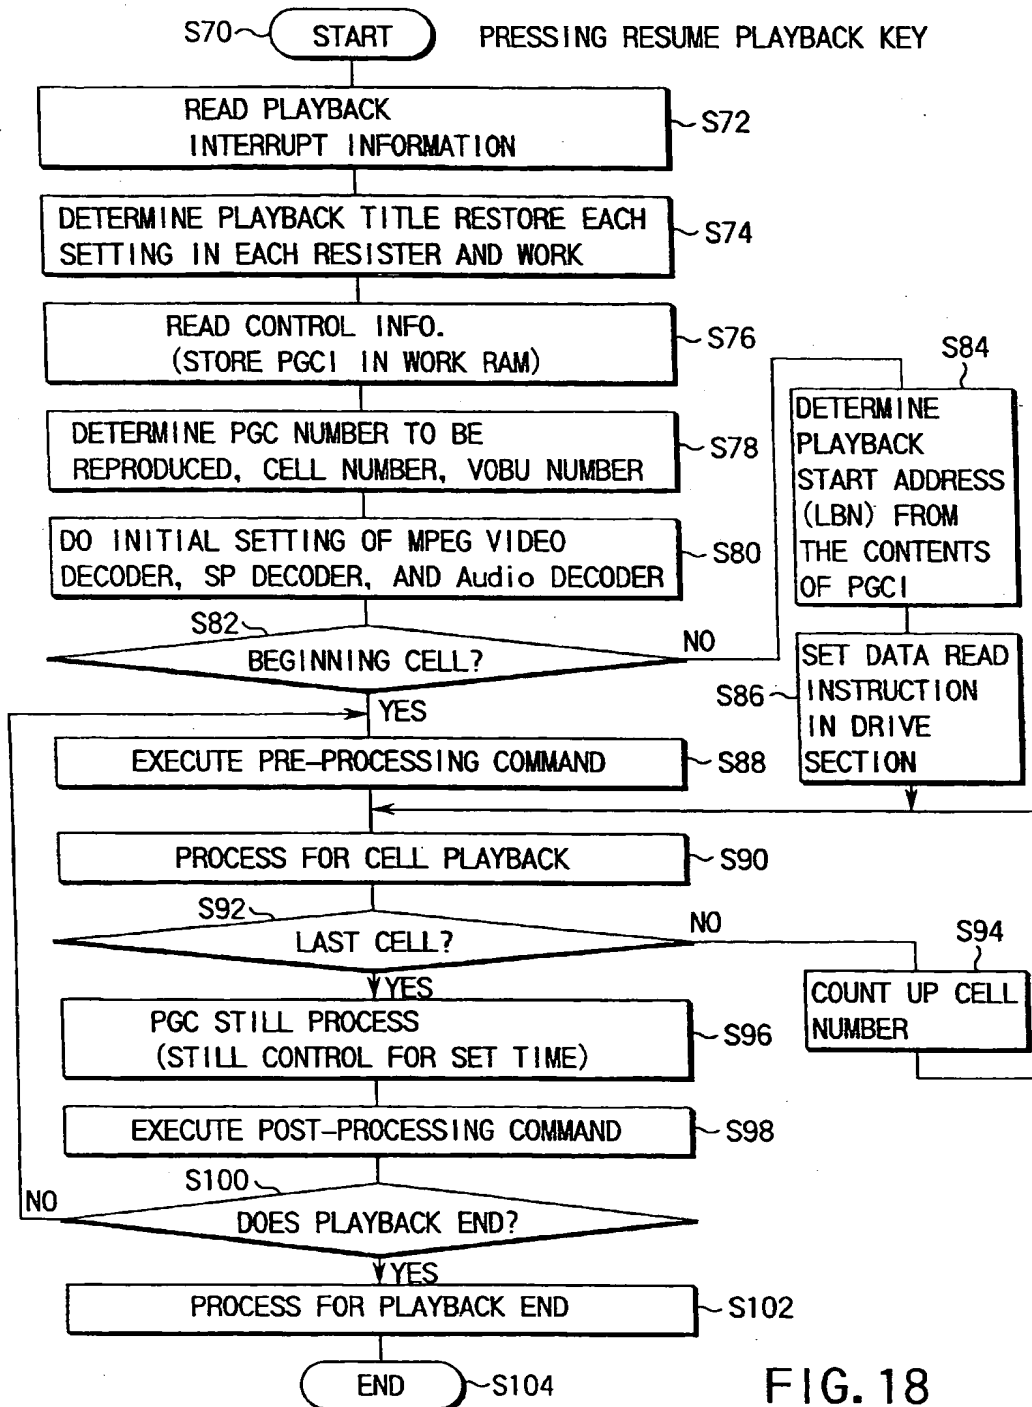 S70
START
PRESSING RESUME PLAYBACK KEY
READ PLAYBACK
INTERRUPT INFORMATION
S72
DETERMINE PLAYBACK TITLE RESTORE EACH
SETTING IN EACH RESISTER AND WORK
S74
READ CONTROL INFO.
(STORE PGCI IN WORK RAM)
S76
DETERMINE PGC NUMBER TO BE
REPRODUCED, CELL NUMBER, VOBU NUMBER
S78
DO INITIAL SETTING OF MPEG VIDEO
DECODER, SP DECODER, AND Audio DECODER
S80
S82
BEGINNING CELL?
NO
YES
S84
DETERMINE
PLAYBACK
START ADDRESS
(LBN) FROM
THE CONTENTS
OF PGCI
S86
SET DATA READ
INSTRUCTION
IN DRIVE
SECTION
EXECUTE PRE-PROCESSING COMMAND
S88
PROCESS FOR CELL PLAYBACK
S90
S92
LAST CELL?
NO
YES
S94
COUNT UP CELL
NUMBER
PGC STILL PROCESS
(STILL CONTROL FOR SET TIME)
S96
EXECUTE POST-PROCESSING COMMAND
S98
S100
NO
DOES PLAYBACK END?
YES
PROCESS FOR PLAYBACK END
S102
END
S104
FIG. 18